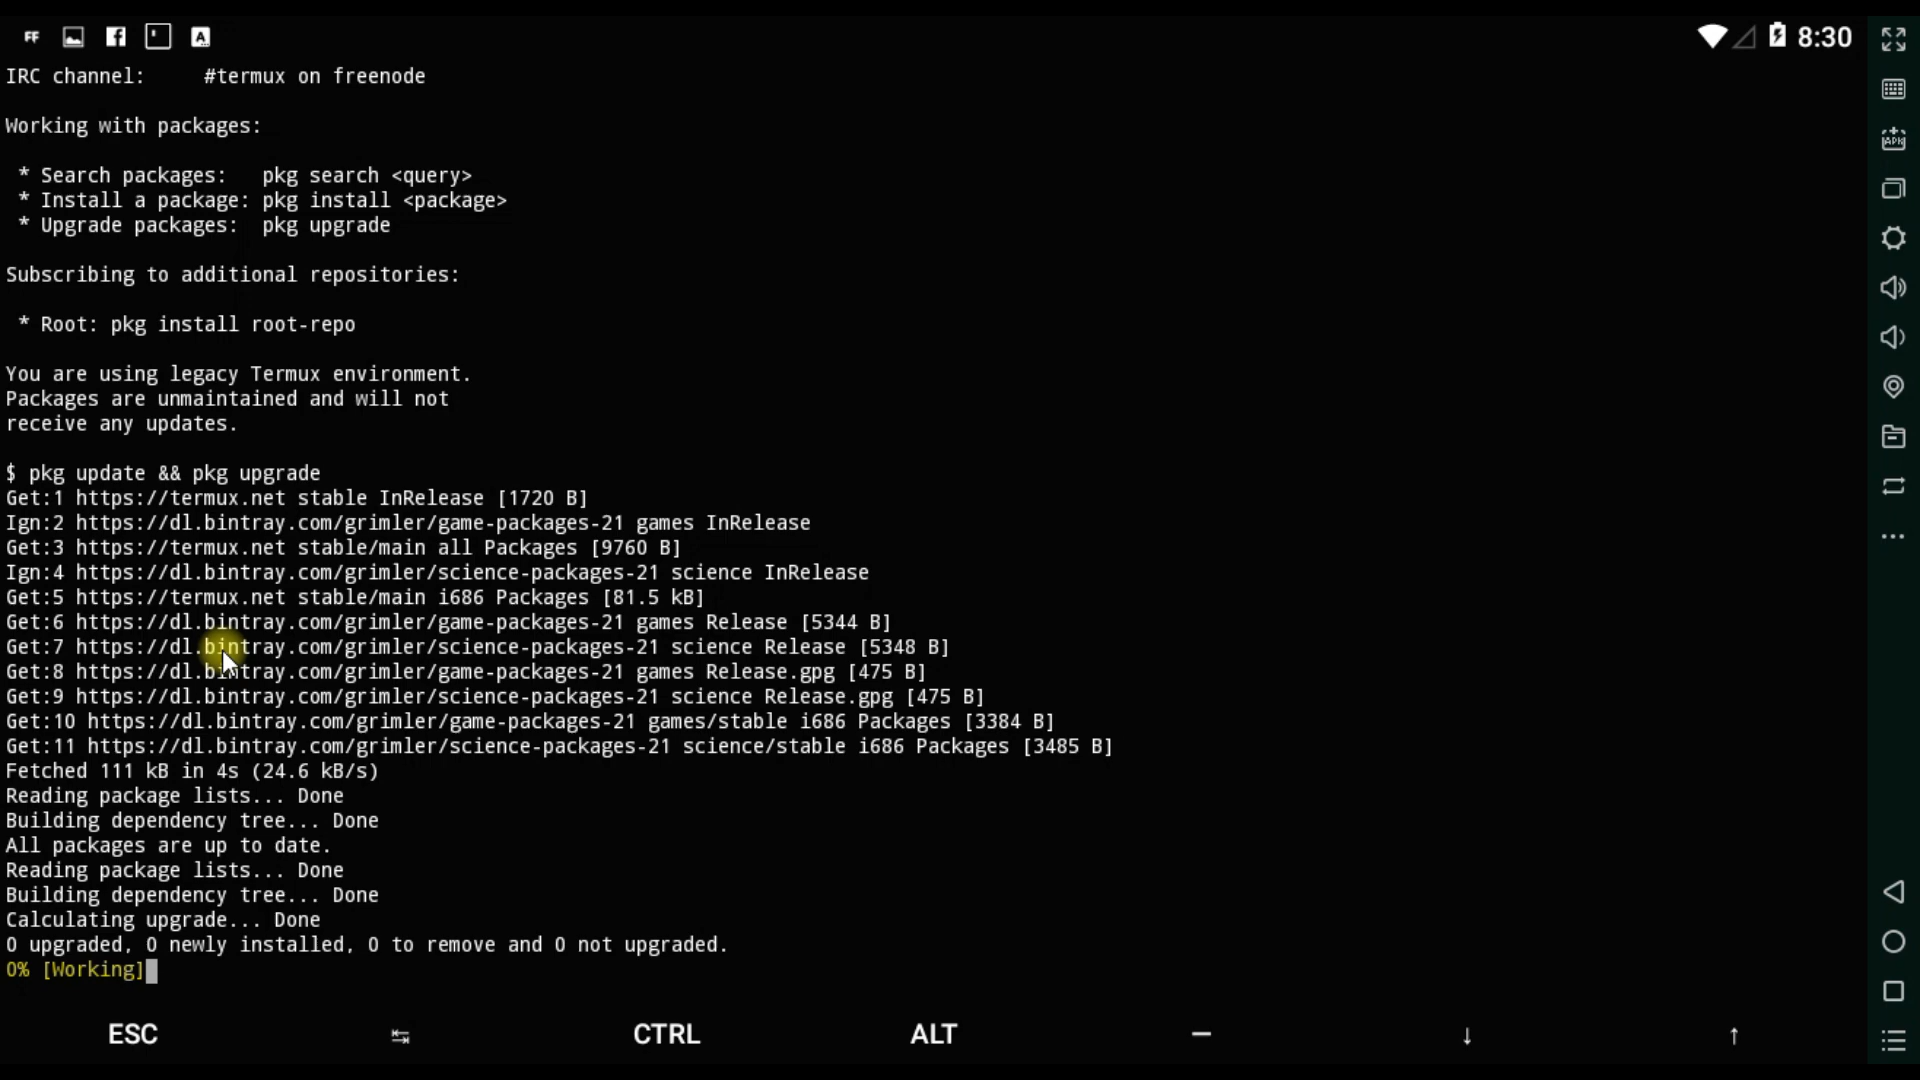 FF
A
8:30
IRC channel: #termux on freenode
Working with packages:
* Search packages: pkg search <query>
* Install a package: pkg install <package>
* Upgrade packages: pkg upgrade
Subscribing to additional repositories:
* Root: pkg install root-repo
You are using legacy Termux environment.
Packages are unmaintained and will not
receive any updates.
$ pkg update && pkg upgrade
Get:1 https://termux.net stable InRelease [1720 B]
Ign:2 https://dl.bintray.com/grimler/game-packages-21 games InRelease
Get:3 https://termux.net stable/main all Packages [9760 B]
Ign:4 https://dl.bintray.com/grimler/science-packages-21 science InRelease
Get:5 https://termux.net stable/main i686 Packages [81.5 kB]
Get:6 https://dl.bintray.com/grimler/game-packages-21 games Release [5344 B]
Get:7 https://dl.bintray.com/grimler/science-packages-21 science Release [5348 B]
Get:8 https://dl.bintray.com/grimler/game-packages-21 games Release.gpg [475 B]
Get:9 https://dl.bintray.com/grimler/science-packages-21 science Release.gpg [475 B]
Get:10 https://dl.bintray.com/grimler/game-packages-21 games/stable i686 Packages [3384 B]
Get:11 https://dl.bintray.com/grimler/science-packages-21 science/stable i686 Packages [3485 B]
Fetched 111 kB in 4s (24.6 kB/s)
Reading package lists... Done
Building dependency tree... Done
All packages are up to date.
Reading package lists... Done
Building dependency tree... Done
Calculating upgrade... Done
0 upgraded, 0 newly installed, 0 to remove and 0 not upgraded.
0% [Working]
ESC ↹ CTRL ALT — ↓ ↑
APK